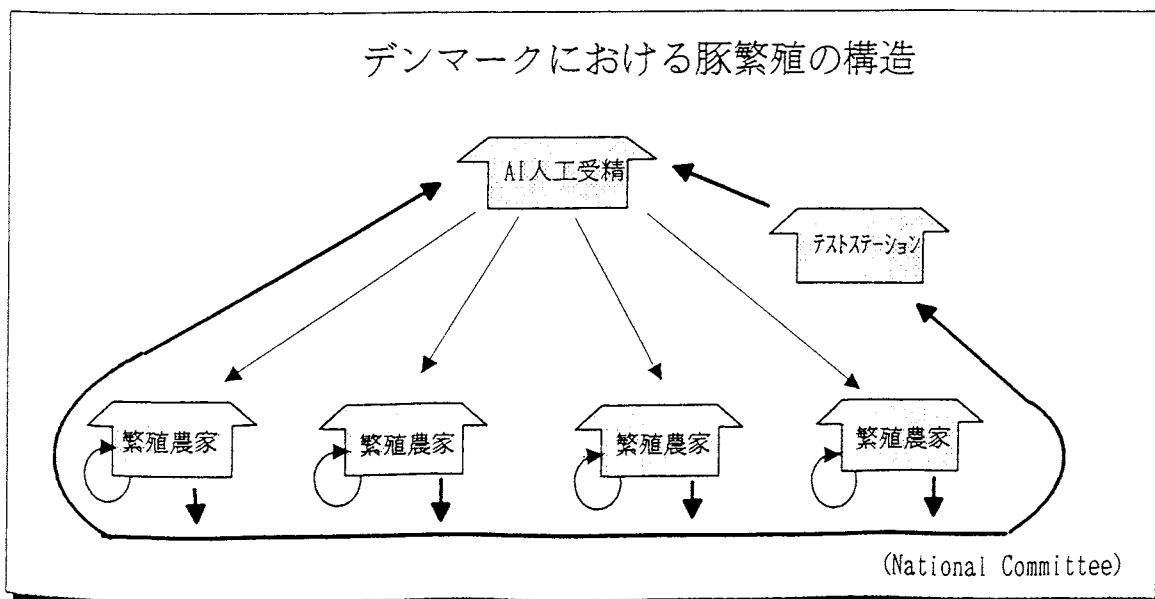 デンマークにおける豚繁殖の構造
AI人工受精
テストステーション
繁殖農家
繁殖農家
繁殖農家
繁殖農家
(National Committee)